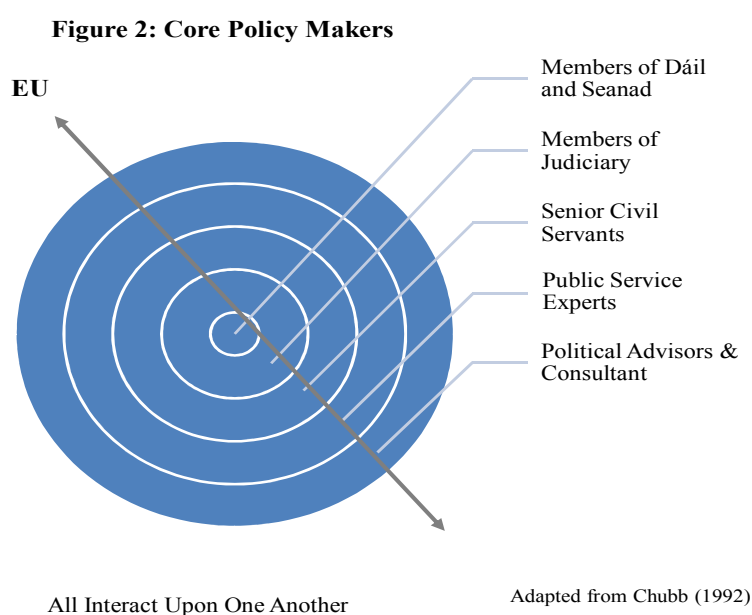 Figure 2: Core Policy Makers
EU
Members of Dáil
and Seanad
Members of
Judiciary
Senior Civil
Servants
Public Service
Experts
Political Advisors &
Consultant
All Interact Upon One Another
Adapted from Chubb (1992)